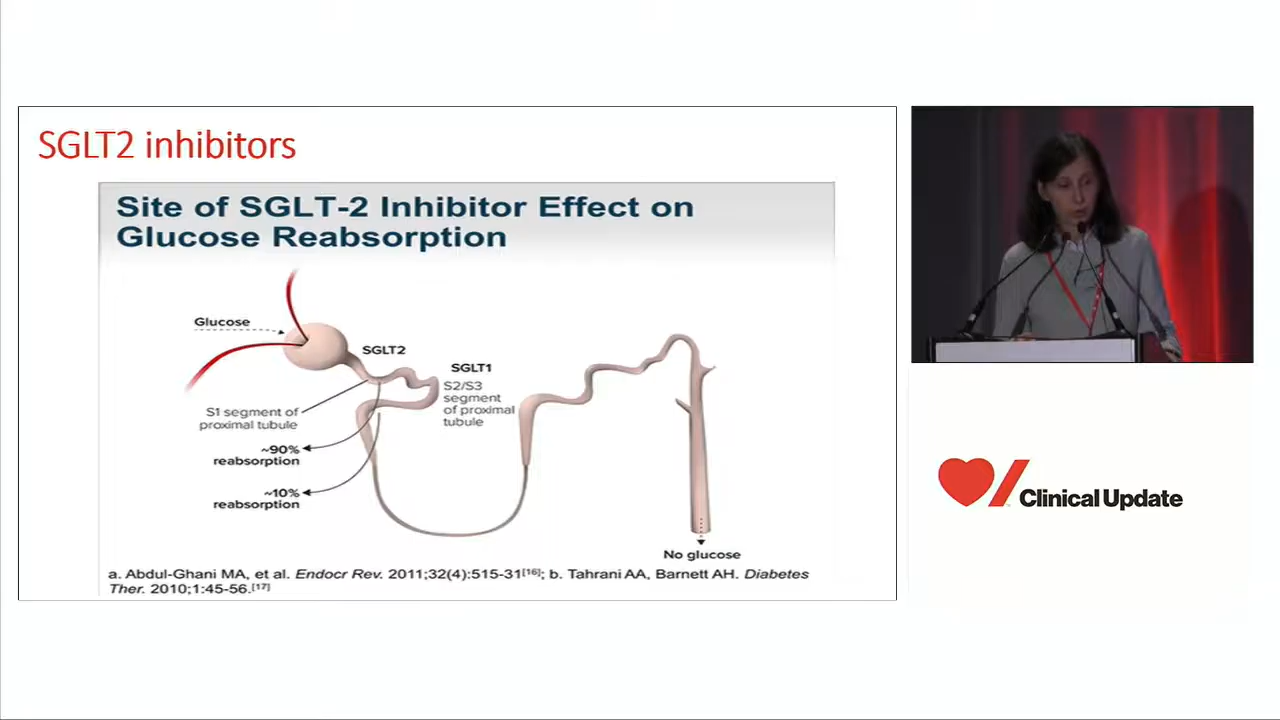 SGLT2 inhibitors
Site of SGLT-2 Inhibitor Effect on
Glucose Reabsorption
Glucose
SGLT2
SGLT1
S2/S3
segment
of proximal
tubule
S1 segment of
proximal tubule
~90%
reabsorption
~10%
reabsorption
No glucose
a. Abdul-Ghani MA, et al. Endocr Rev. 2011;32(4):515-31[16]; b. Tahrani AA, Barnett AH. Diabetes
Ther. 2010;1:45-56.[17]
Clinical Update